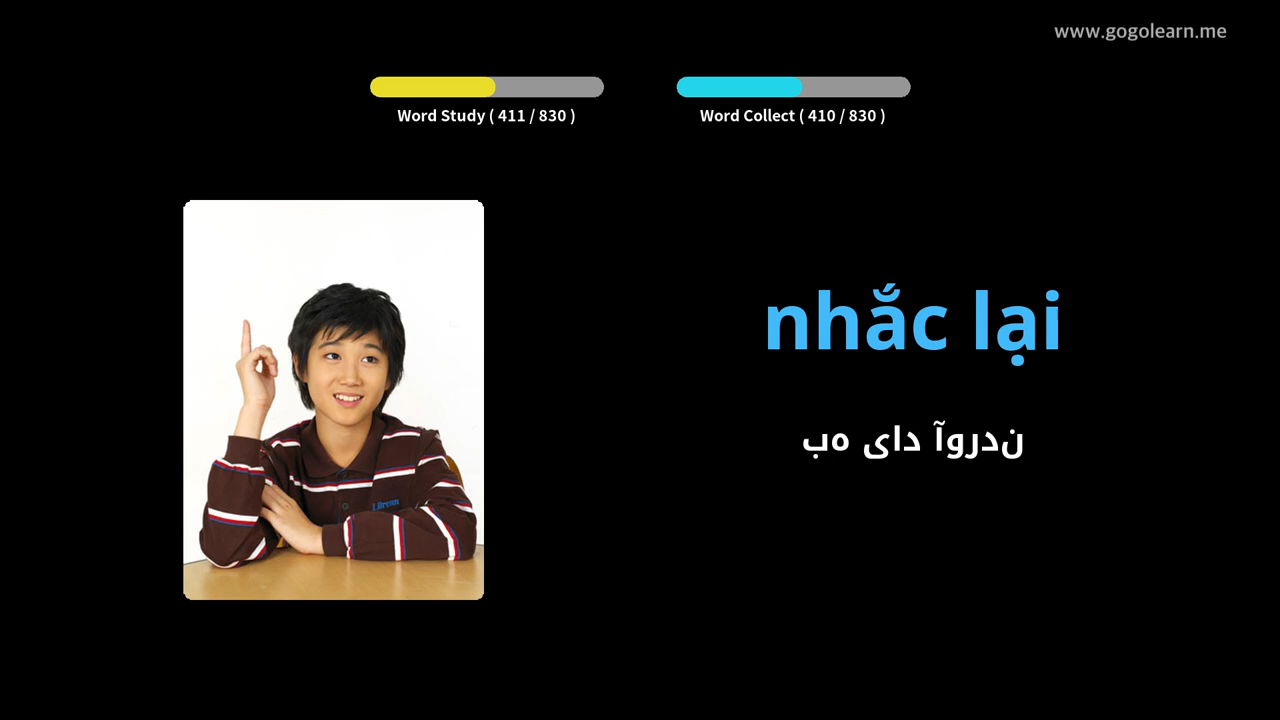 www.gogolearn.me
Word Study ( 411 / 830 )
Word Collect ( 410 / 830 )
nhắc lại
به یاد آوردن